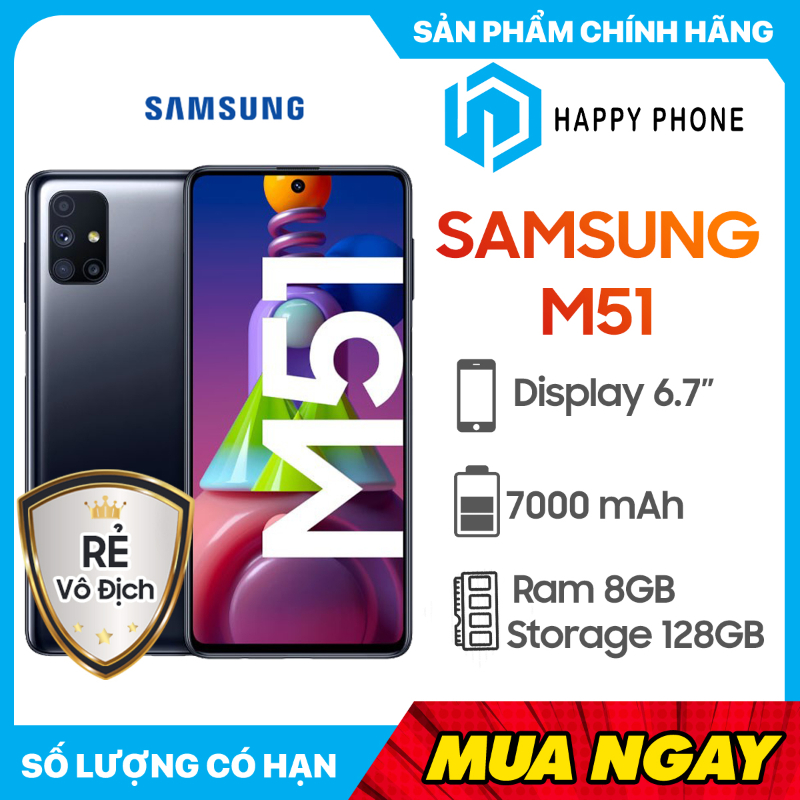 SẢN PHẨM CHÍNH HÃNG
SAMSUNG
HAPPY PHONE
SAMSUNG
M51
M51
Display 6.7”
7000 mAh
Ram 8GB
Storage 128GB
RẺ
Vô Địch
SỐ LƯỢNG CÓ HẠN
MUA NGAY